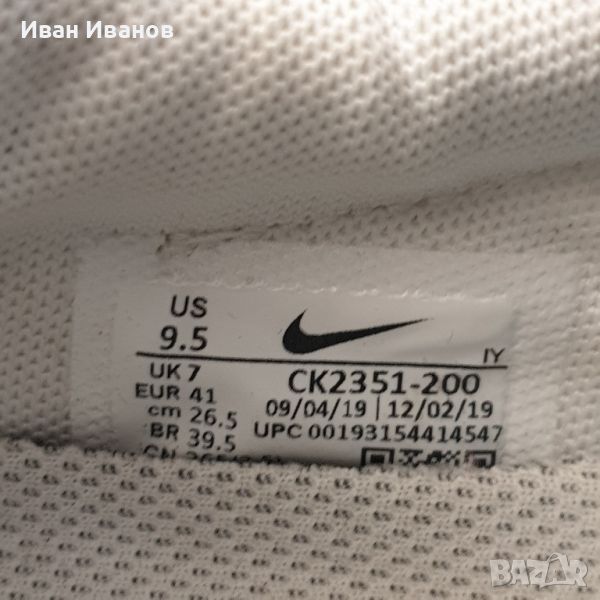 Иван Иванов
US
9.5
IY
UK 7
EUR 41
cm 26.5
BR 39.5
CK2351-200
09/04/19 | 12/02/19
UPC 00193154414547
BAZAR